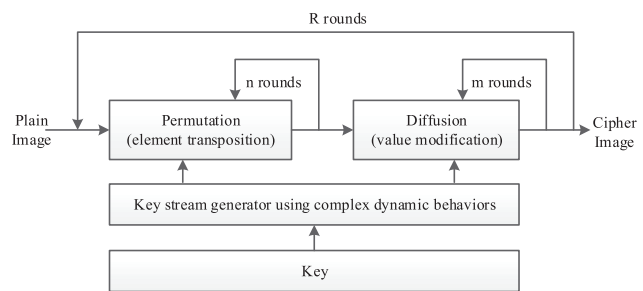 R rounds
n rounds
m rounds
Plain
Image
Permutation
(element transposition)
Diffusion
(value modification)
Cipher
Image
Key stream generator using complex dynamic behaviors
Key